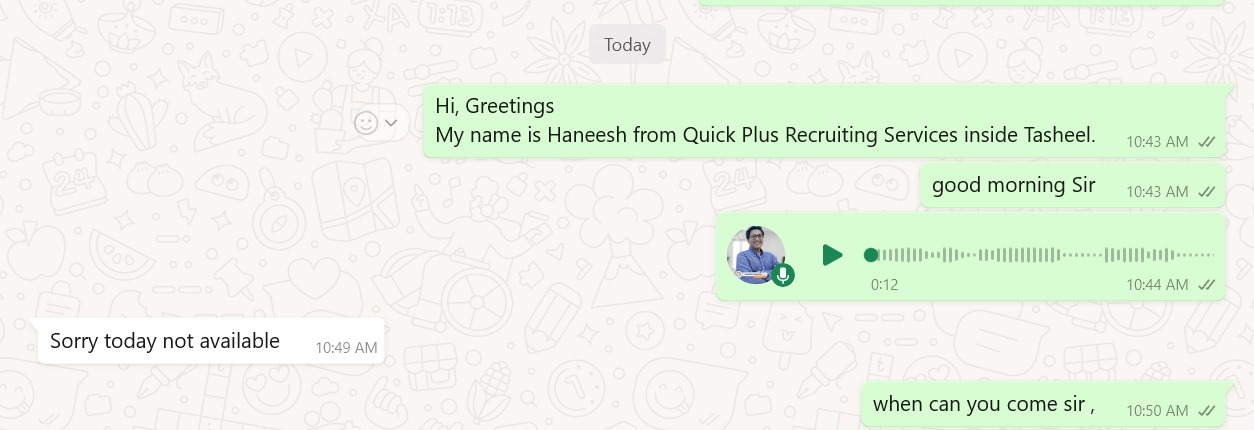 Today
Hi, Greetings
My name is Haneesh from Quick Plus Recruiting Services inside Tasheel.
10:43 AM
good morning Sir
10:43 AM
0:12
10:44 AM
Sorry today not available
10:49 AM
when can you come sir ,
10:50 AM